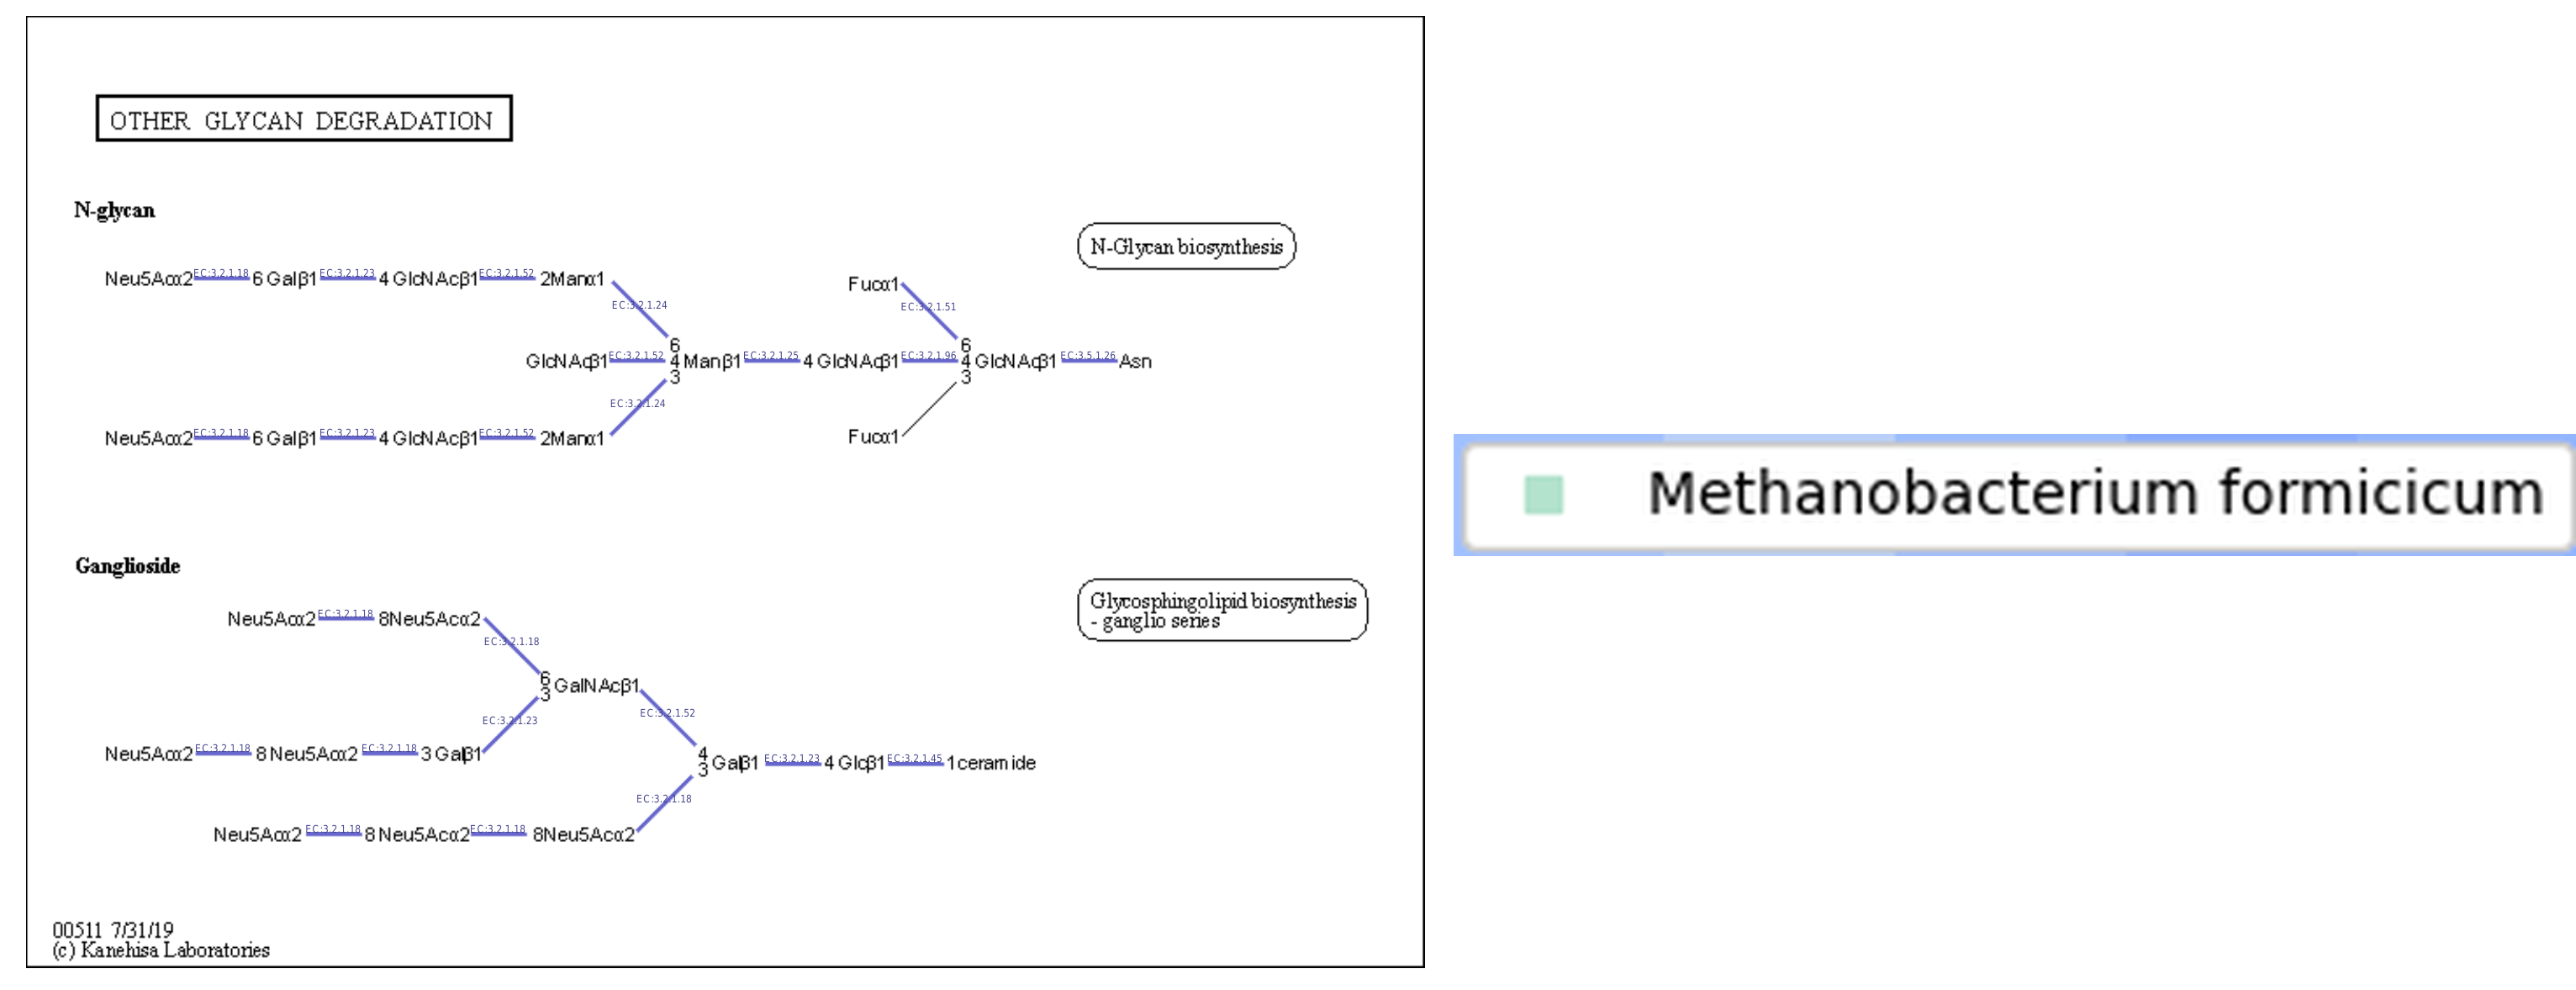 OTHER GLYCAN DEGRADATION
N-glycan
N-Glycan biosynthesis
Neu5Acα2 EC:3.2.1.18 6 Galβ1 EC:3.2.1.23 4 GlcNAcβ1 EC:3.2.1.52 2Manα1
Fucα1
EC:3.2.1.24
EC:3.2.1.51
6
6
GlcNAcβ1 EC:3.2.1.52 4 Manβ1 EC:3.2.1.25 4 GlcNAcβ1 EC:3.2.1.96 4 GlcNAcβ1 EC:3.5.1.26 Asn
3
3
EC:3.2.1.24
Neu5Acα2 EC:3.2.1.18 6 Galβ1 EC:3.2.1.23 4 GlcNAcβ1 EC:3.2.1.52 2Manα1
Fucα1
Methanobacterium formicicum
Ganglioside
Glycosphingolipid biosynthesis
- ganglio series
Neu5Acα2 EC:3.2.1.18 8Neu5Acα2
EC:3.2.1.18
6
3 GalNAcβ1
EC:3.2.1.23
EC:3.2.1.52
Neu5Acα2 EC:3.2.1.18 8 Neu5Acα2 EC:3.2.1.18 3 Galβ1
4
3 Galβ1 EC:3.2.1.23 4 Glcβ1 EC:3.2.1.45 1ceramide
EC:3.2.1.18
Neu5Acα2 EC:3.2.1.18 8 Neu5Acα2 EC:3.2.1.18 8Neu5Acα2
00511 7/31/19
(c) Kanehisa Laboratories